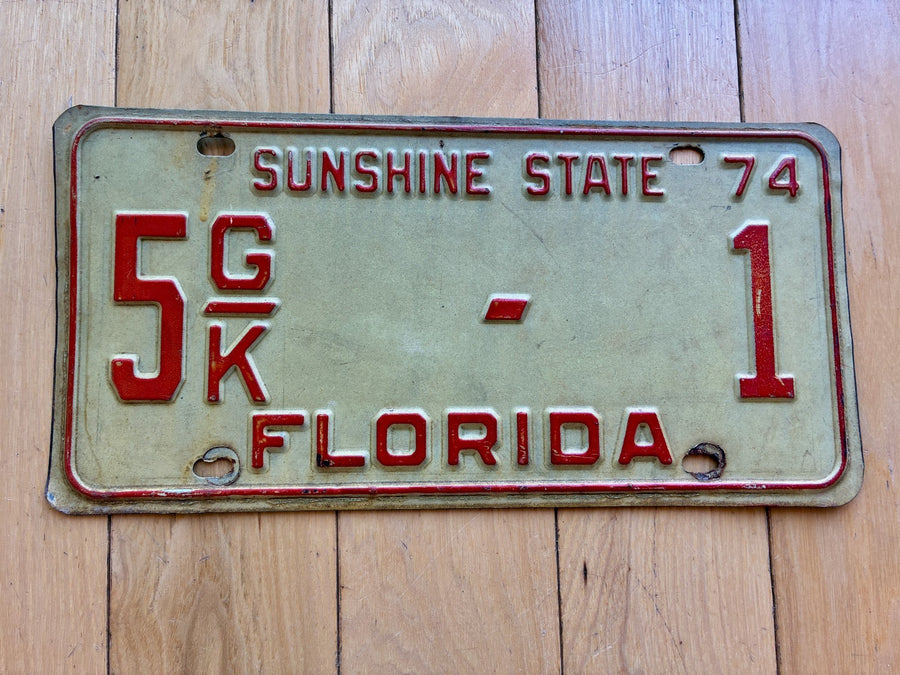 SUNSHINE STATE 74
5 G/K - 1
FLORIDA